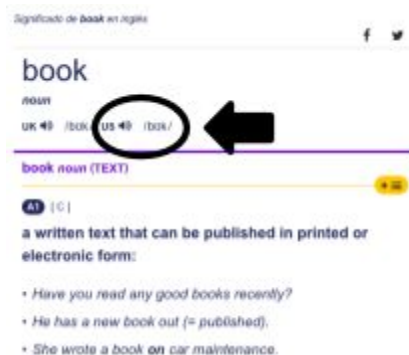 Significado de book en inglés
book
noun
UK /bʊk/ US /bʊk/
book noun (TEXT)
A1 [ C ]
a written text that can be published in printed or
electronic form:
• Have you read any good books recently?
• He has a new book out (= published).
• She wrote a book on car maintenance.